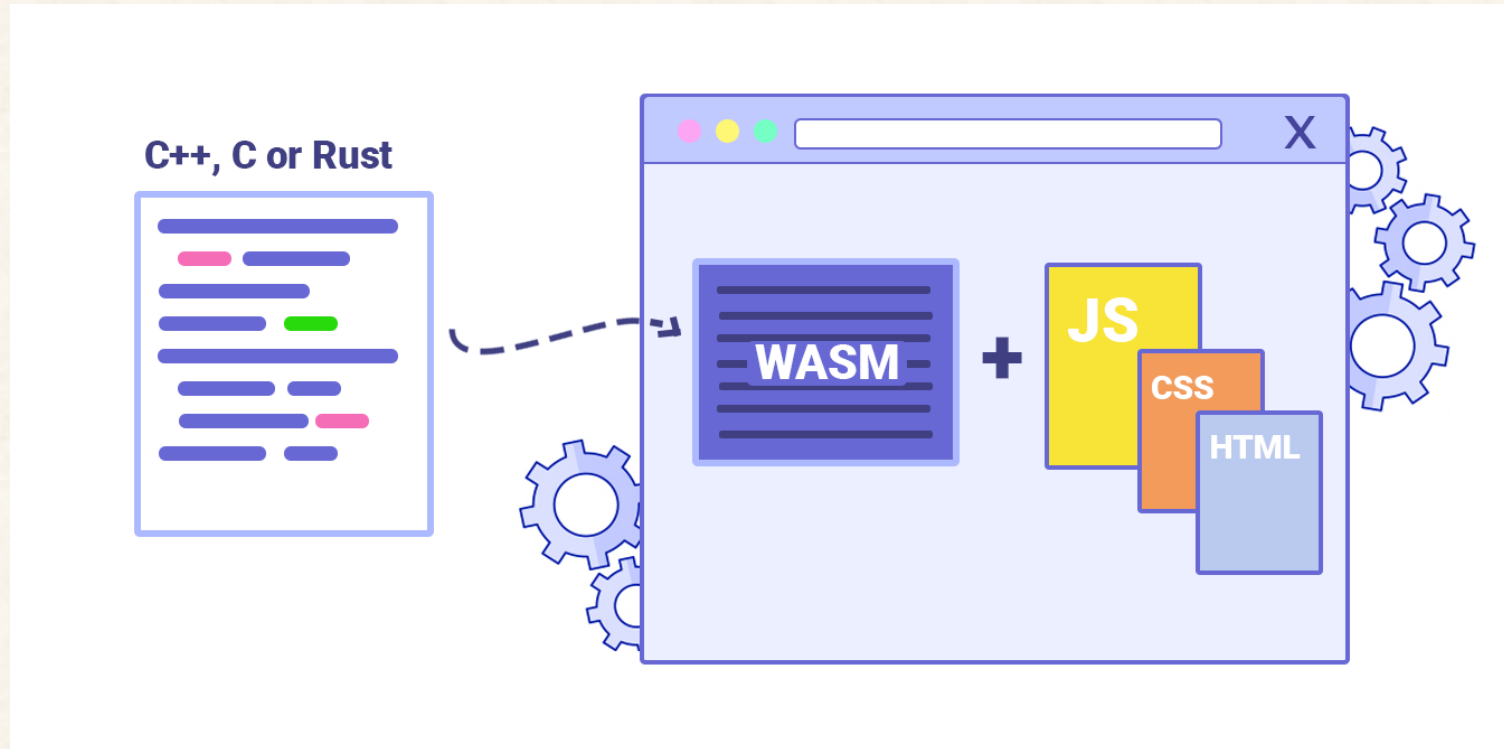 C++, C or Rust
X
WASM
JS
CSS
HTML